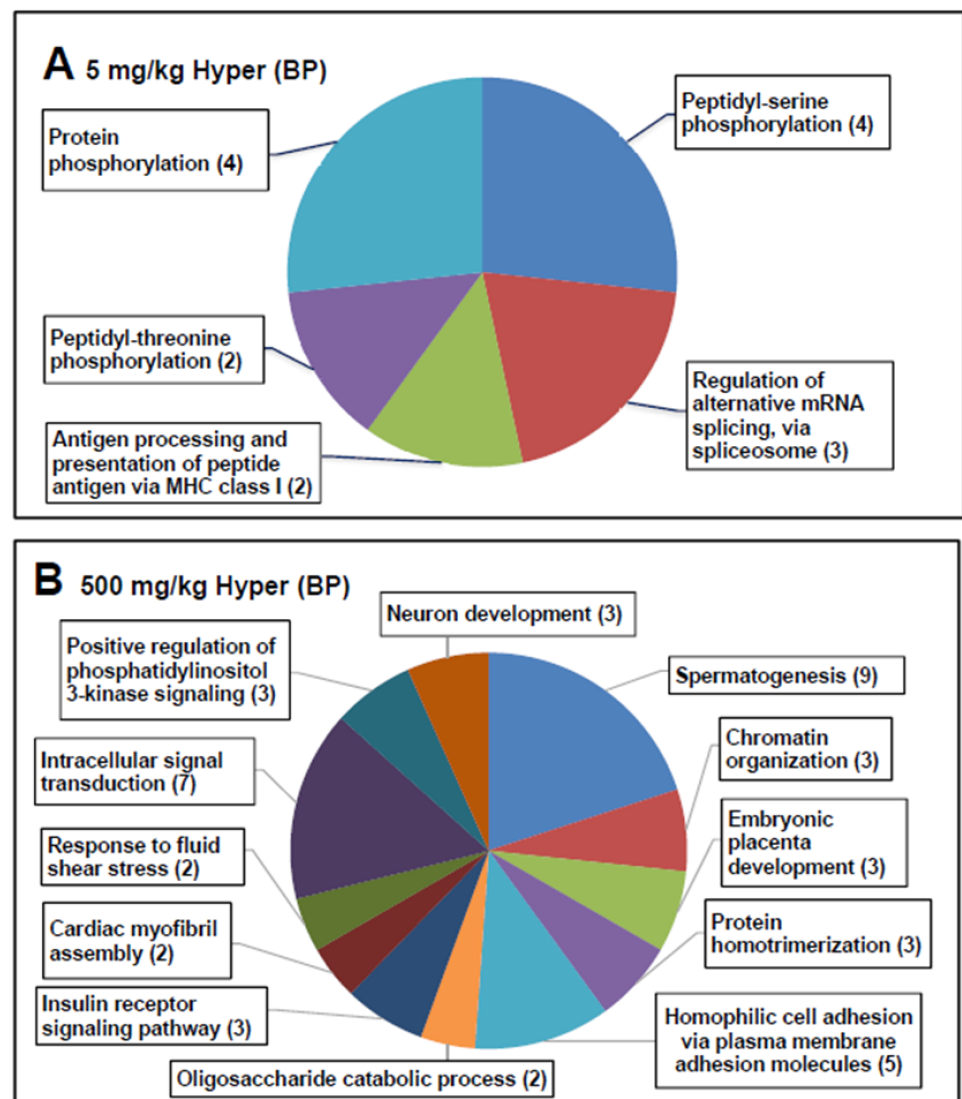 A 5 mg/kg Hyper (BP)
Peptidyl-serine
phosphorylation (4)
Protein
phosphorylation (4)
Peptidyl-threonine
phosphorylation (2)
Regulation of
alternative mRNA
splicing, via
spliceosome (3)
Antigen processing and
presentation of peptide
antigen via MHC class I (2)
B 500 mg/kg Hyper (BP)
Neuron development (3)
Positive regulation of
phosphatidylinositol
3-kinase signaling (3)
Spermatogenesis (9)
Chromatin
organization (3)
Intracellular signal
transduction (7)
Embryonic
placenta
development (3)
Response to fluid
shear stress (2)
Protein
homotrimerization (3)
Cardiac myofibril
assembly (2)
Insulin receptor
signaling pathway (3)
Homophilic cell adhesion
via plasma membrane
adhesion molecules (5)
Oligosaccharide catabolic process (2)